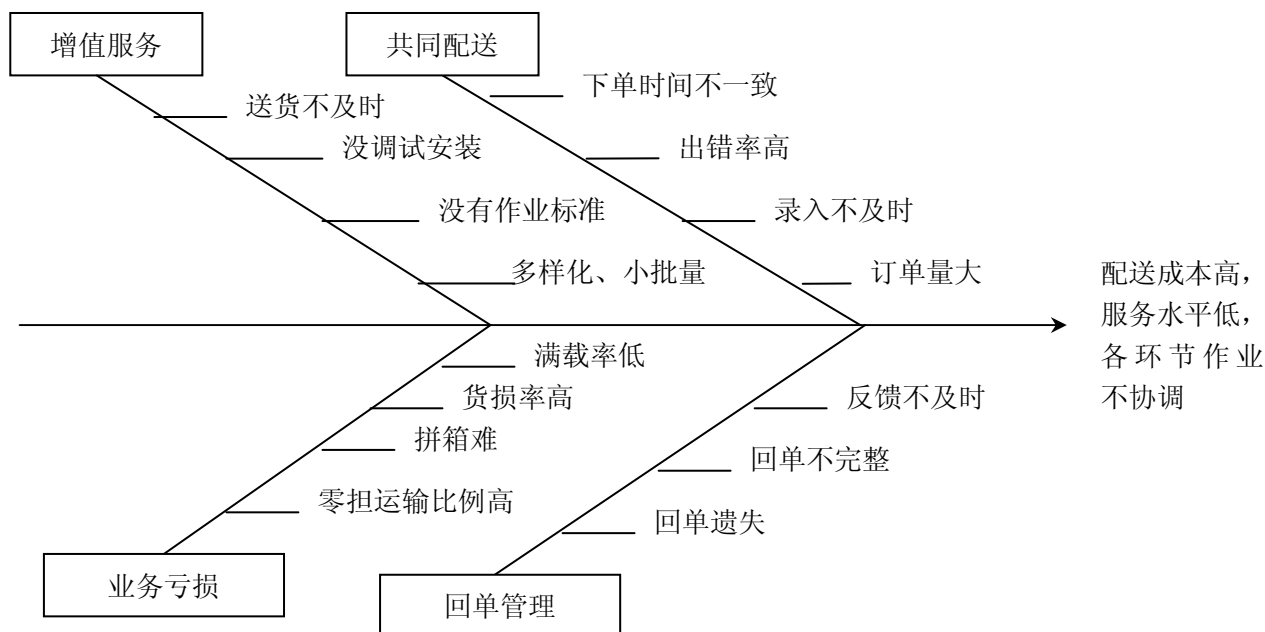 增值服务
共同配送
下单时间不一致
送货不及时
没调试安装
出错率高
没有作业标准
录入不及时
多样化、小批量
订单量大
配送成本高，
服务水平低，
各环节作业
不协调
满载率低
货损率高
反馈不及时
拼箱难
回单不完整
零担运输比例高
回单遗失
业务亏损
回单管理